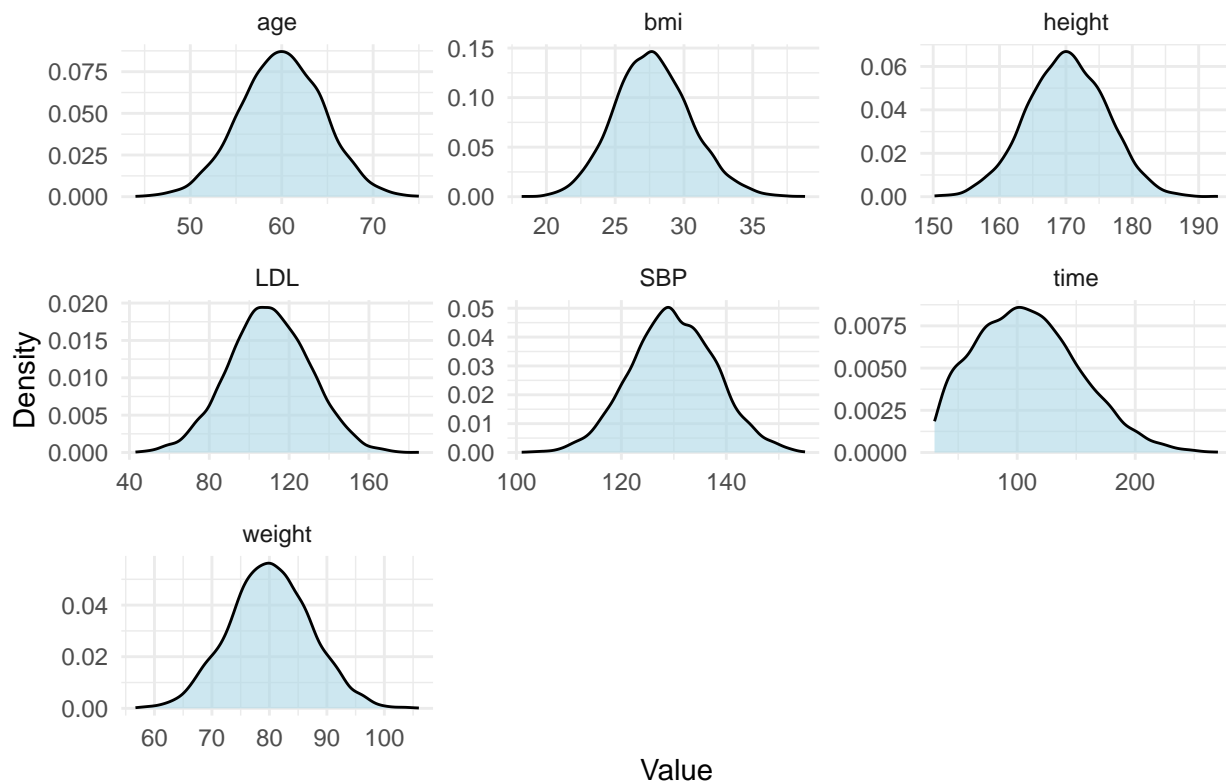 age
bmi
height
0.075
0.050
0.025
0.000
50 60 70
0.15
0.10
0.05
0.00
20 25 30 35
0.06
0.04
0.02
0.00
150 160 170 180 190
LDL
SBP
time
0.020
0.015
0.010
0.005
0.000
40 80 120 160
0.05
0.04
0.03
0.02
0.01
0.00
100 120 140
0.0075
0.0050
0.0025
0.0000
100 200
weight
0.04
0.02
0.00
60 70 80 90 100
Density
Value